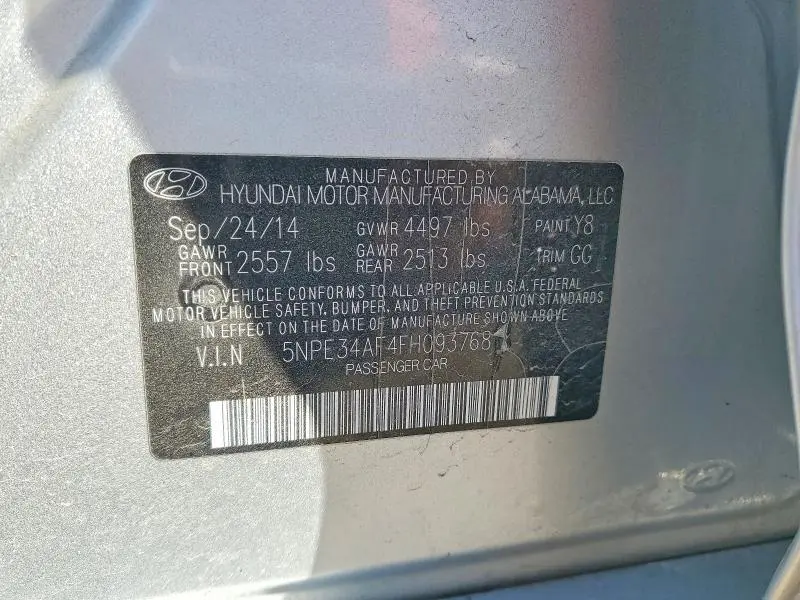 MANUFACTURED BY
HYUNDAI MOTOR MANUFACTURING ALABAMA, LLC
Sep/24/14 GVWR 4497 lbs PAINT Y8
GAWR FRONT 2557 lbs GAWR REAR 2513 lbs TRIM GG
THIS VEHICLE CONFORMS TO ALL APPLICABLE U.S.A. FEDERAL
MOTOR VEHICLE SAFETY, BUMPER, AND THEFT PREVENTION STANDARDS
IN EFFECT ON THE DATE OF MANUFACTURE SHOWN ABOVE
V.I.N 5NPE34AF4FH093768
PASSENGER CAR